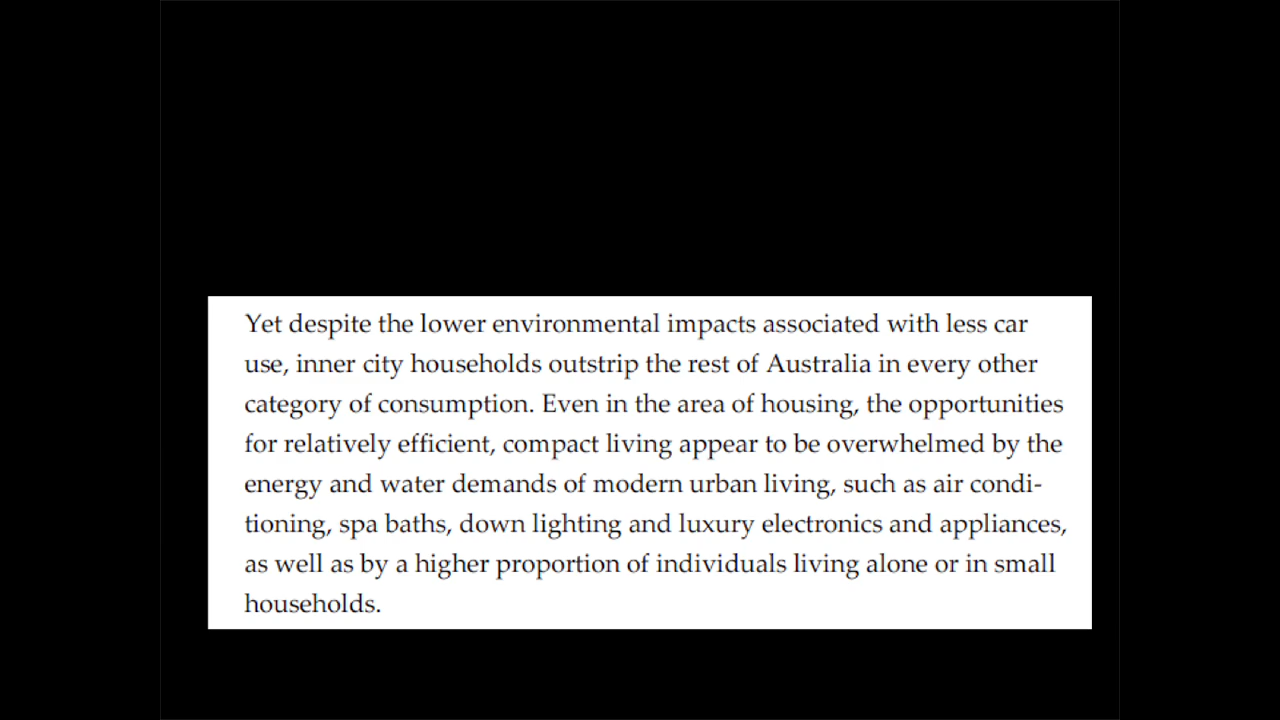 Yet despite the lower environmental impacts associated with less car
use, inner city households outstrip the rest of Australia in every other
category of consumption. Even in the area of housing, the opportunities
for relatively efficient, compact living appear to be overwhelmed by the
energy and water demands of modern urban living, such as air condi-
tioning, spa baths, down lighting and luxury electronics and appliances,
as well as by a higher proportion of individuals living alone or in small
households.